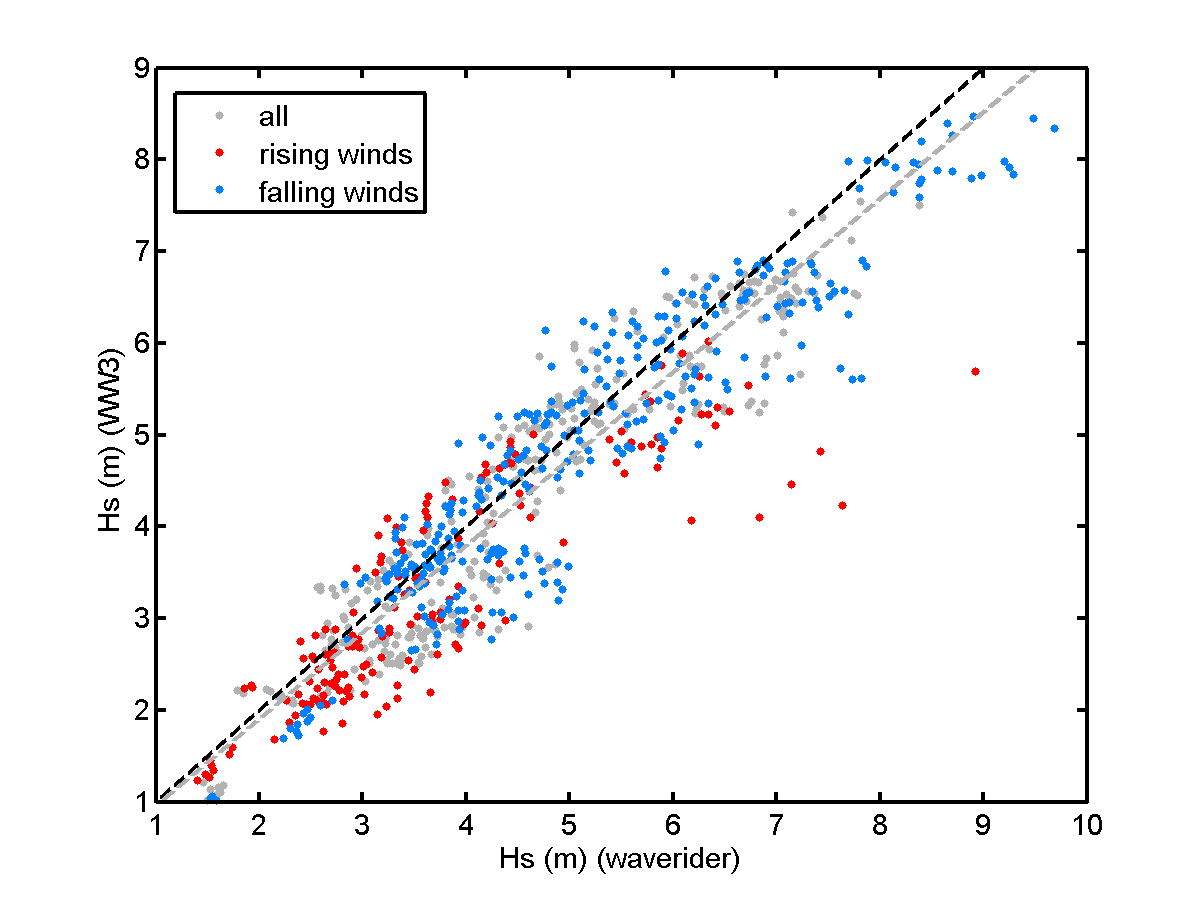 9
8
7
6
5
4
3
2
1
Hs (m) (WW3)
all
rising winds
falling winds
1 2 3 4 5 6 7 8 9 10
Hs (m) (waverider)